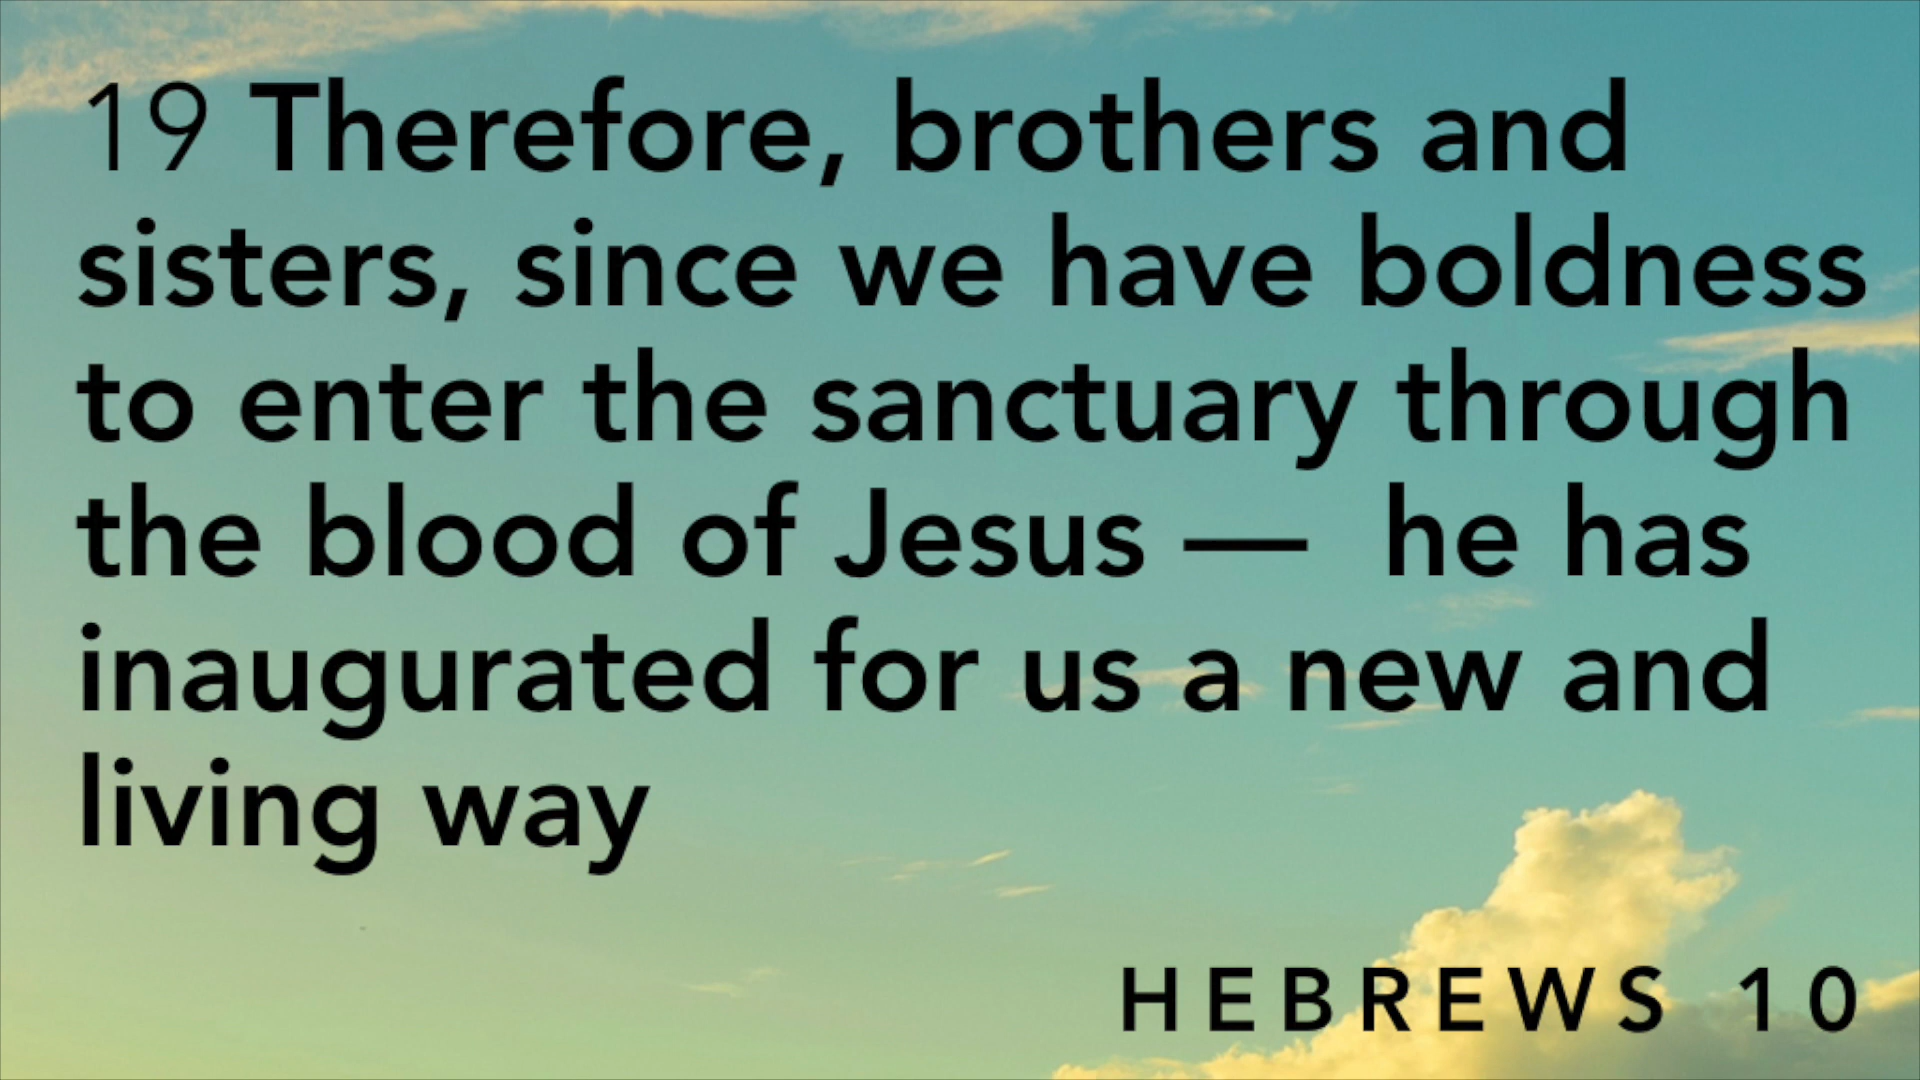 19 Therefore, brothers and
sisters, since we have boldness
to enter the sanctuary through
the blood of Jesus —  he has
inaugurated for us a new and
living way
HEBREWS 10